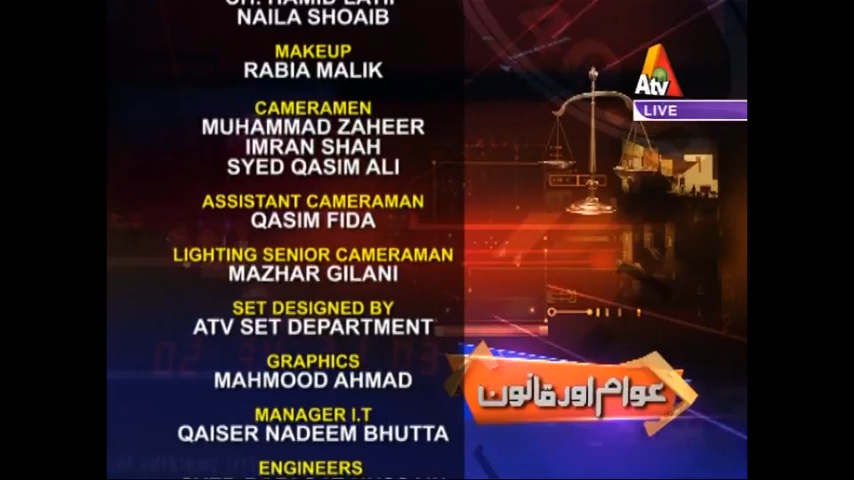 NAILA SHOAIB
MAKEUP
RABIA MALIK
CAMERAMEN
MUHAMMAD ZAHEER
IMRAN SHAH
SYED QASIM ALI
ASSISTANT CAMERAMAN
QASIM FIDA
LIGHTING SENIOR CAMERAMAN
MAZHAR GILANI
SET DESIGNED BY
ATV SET DEPARTMENT
GRAPHICS
MAHMOOD AHMAD
MANAGER I.T
QAISER NADEEM BHUTTA
ENGINEERS
Atv
LIVE
عوام اور قانون